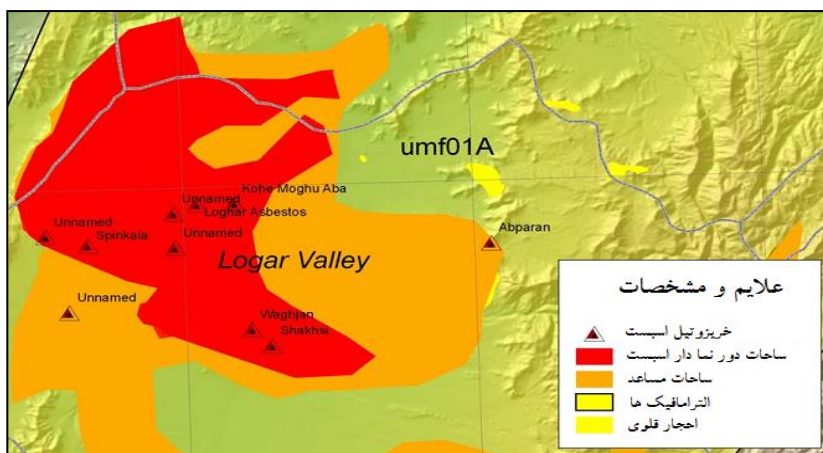 umf01A
Kohe Moghu Aba
Unnamed
Loghar Asbestos
Unnamed
Spinkala
Unnamed
Abparan
Logar Valley
Unnamed
Waghjan
Shakhsi
علایم و مشخصات
خریزوتیل اسبست
ساحات دور نما دار اسبست
ساحات مساعد
الترامافیک ها
احجار قلوی